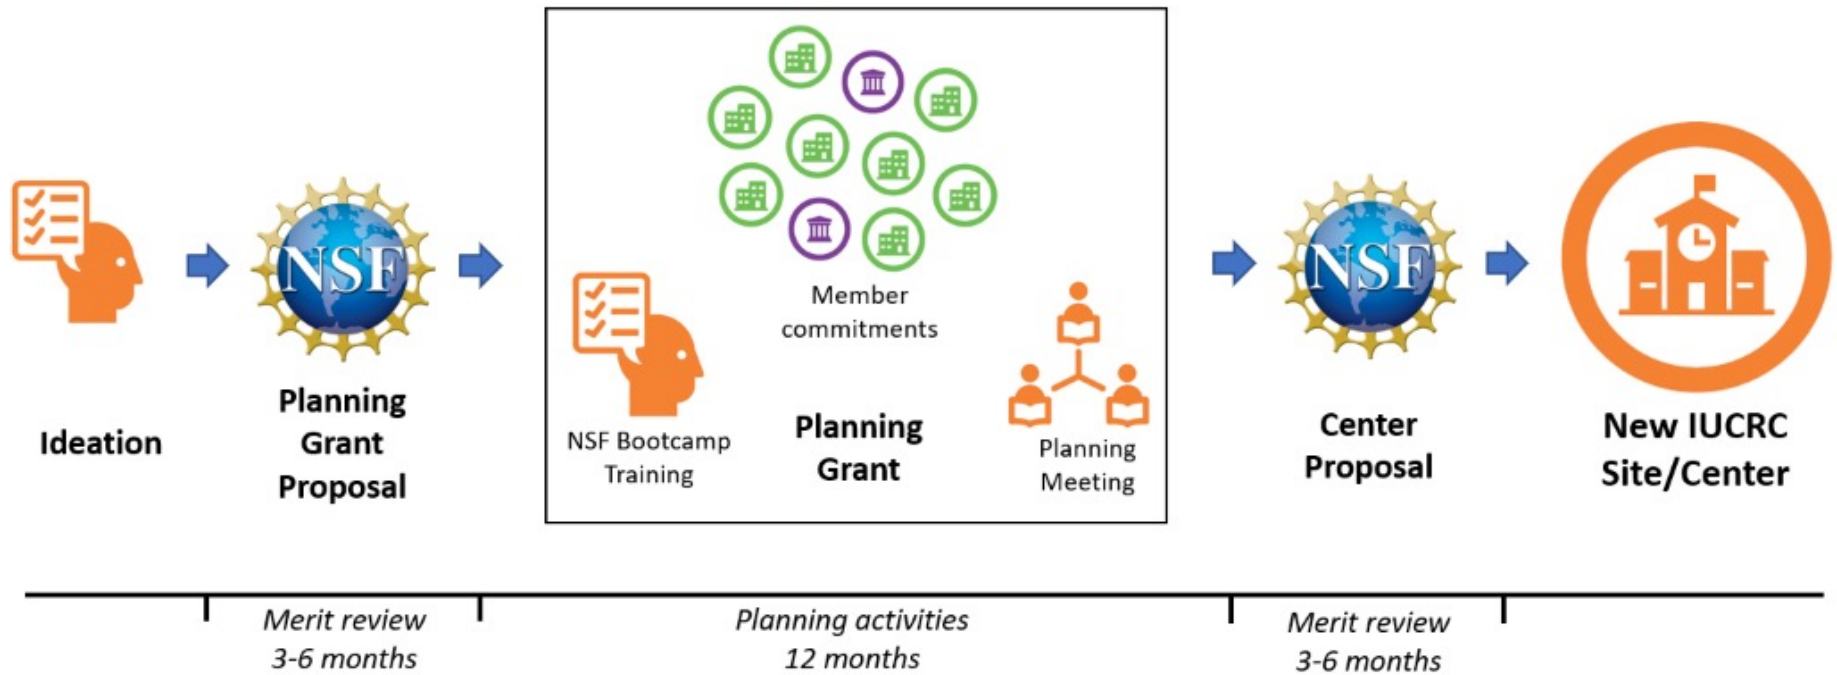 Ideation
NSF
Planning
Grant
Proposal
Member
commitments
NSF Bootcamp
Training
Planning
Grant
Planning
Meeting
NSF
Center
Proposal
New IUCRC
Site/Center
Merit review
3-6 months
Planning activities
12 months
Merit review
3-6 months